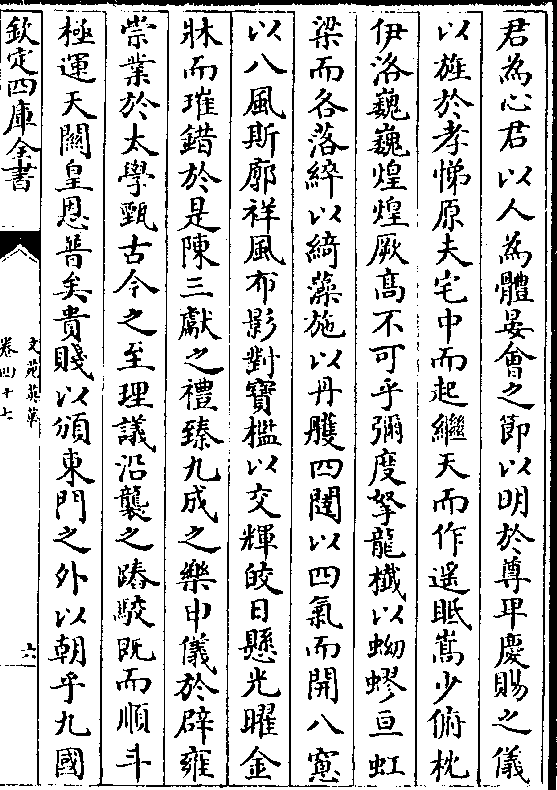 君為心君以人為體晏會之節以明於尊卑慶賜之儀
以旌於孝悌原夫宅中而起繼天而作遥眡嵩少俯枕
伊洛巍巍煌煌厥髙不可乎彌度拏龍檻以蚴蟉亘虹
梁而各落綷以綺藻施以丹雘四闥以四氣而開八窓
以八風斯廓祥風布影對寶檻以交輝皎日懸光曜金
牀而璀錯於是陳三獻之禮臻九成之樂申儀於辟雍
崇業於太學甄古今之至理議沿襲之踳駮既而順斗
極運天闗皇恩普矣貴賤以頒東門之外以朝乎九國
欽定四庫全書
文苑英華
卷四十七
六